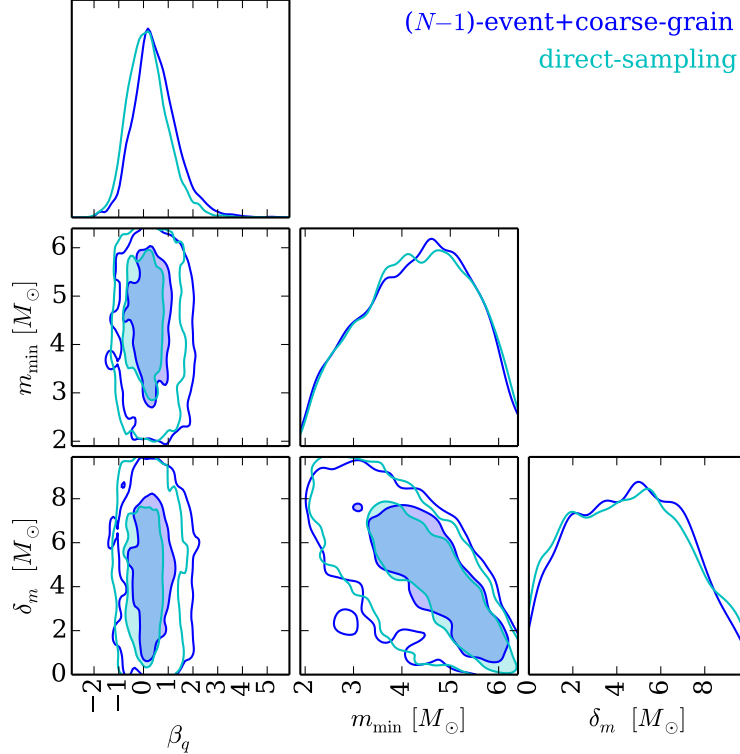 (N−1)-event+coarse-grain
direct-sampling
6
5
4
3
2
m_min [M_⊙]
8
6
4
2
0
δ_m [M_⊙]
−2 −1 0 1 2 3 4 5
β_q
2 3 4 5 6
m_min [M_⊙]
0 2 4 6 8
δ_m [M_⊙]